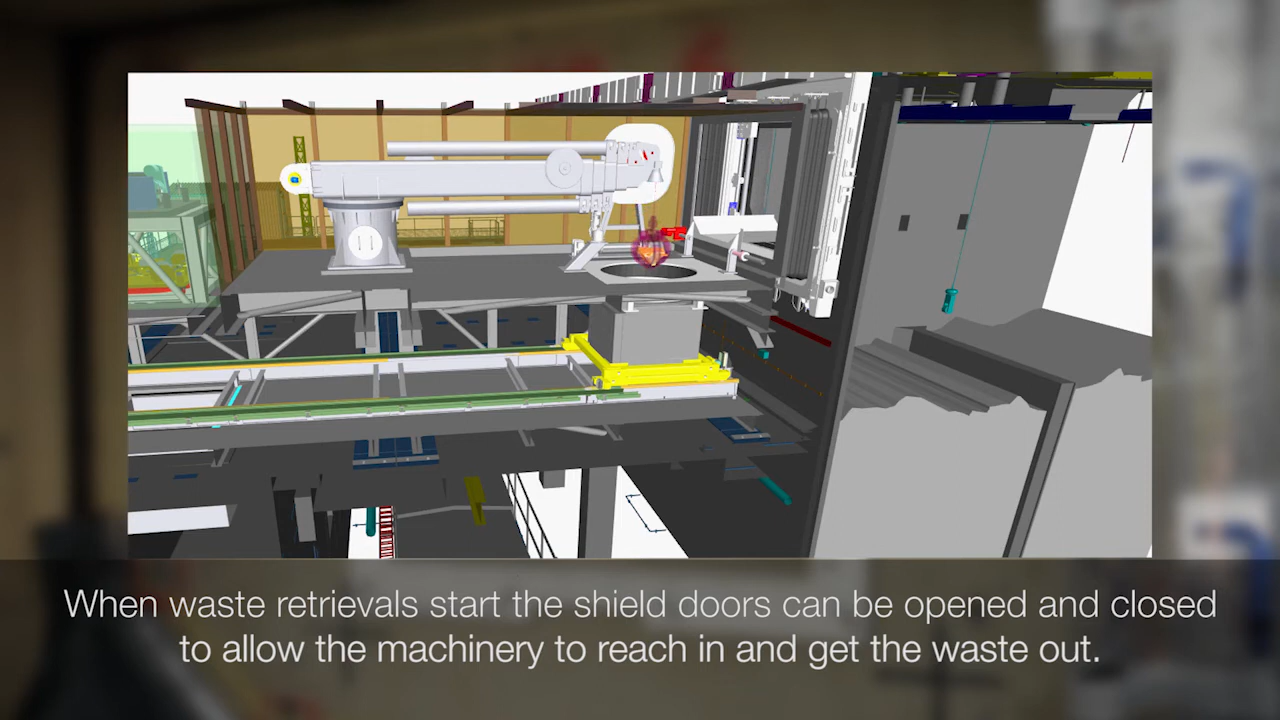 When waste retrievals start the shield doors can be opened and closed
to allow the machinery to reach in and get the waste out.